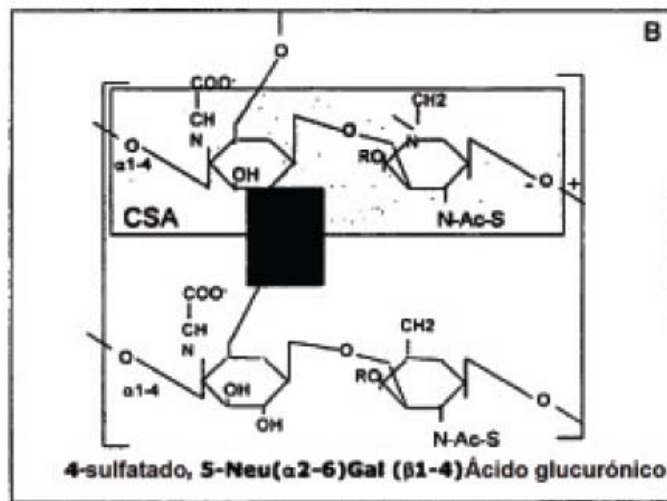 B
O
COO⁻
CH
N
CH2
O
N
O
α1-4
OH
RO
- O +
CSA
N-Ac-S
COO⁻
CH
N
CH2
O
O
α1-4
OH
RO
O
OH
N-Ac-S
4-sulfatado, 5-Neu(α2-6)Gal (β1-4)Ácido glucurónico